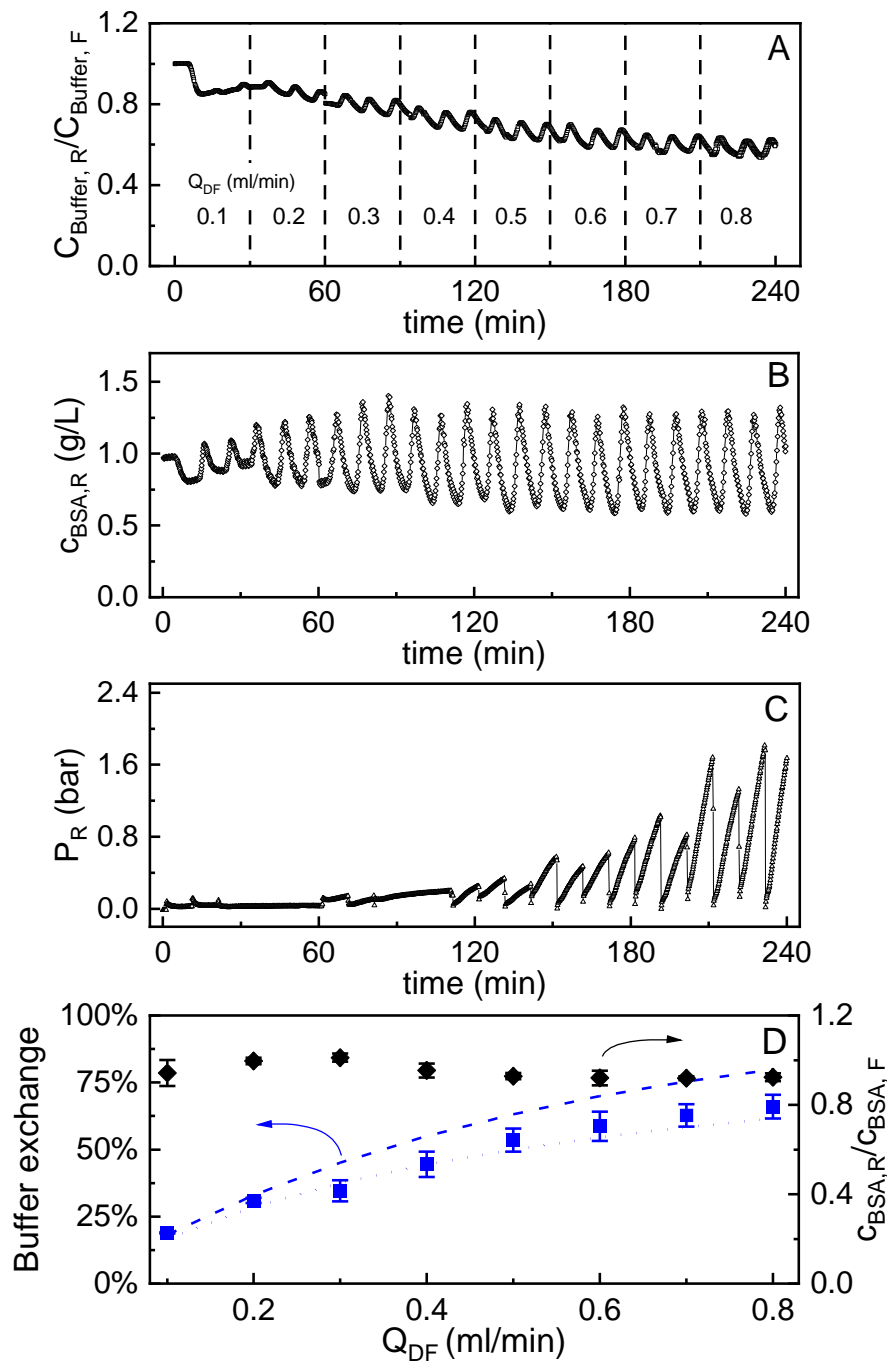 A
C_Buffer, R/C_Buffer, F
1.2
0.8
0.4
0.0
Q_DF (ml/min)
0.1 0.2 0.3 0.4 0.5 0.6 0.7 0.8
0 60 120 180 240
time (min)
B
c_BSA,R (g/L)
1.5
1.0
0.5
0.0
0 60 120 180 240
time (min)
C
P_R (bar)
2.4
1.6
0.8
0.0
0 60 120 180 240
time (min)
D
Buffer exchange
100%
75%
50%
25%
0%
1.2
0.8
0.4
0.0
c_BSA,R/c_BSA, F
0.2 0.4 0.6 0.8
Q_DF (ml/min)